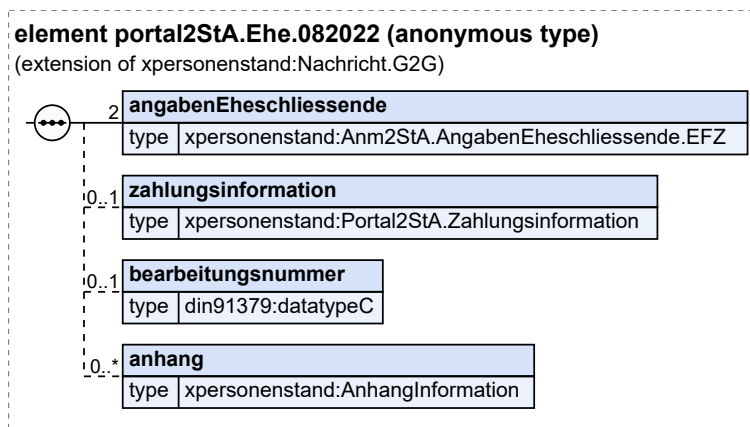 element portal2StA.Ehe.082022 (anonymous type)
(extension of xpersonenstand:Nachricht.G2G)
2 angabenEheschliessende
type xpersonenstand:Anm2StA.AngabenEheschliessende.EFZ
0..1 zahlungsinformation
type xpersonenstand:Portal2StA.Zahlungsinformation
0..1 bearbeitungsnummer
type din91379:datatypeC
0..* anhang
type xpersonenstand:AnhangInformation